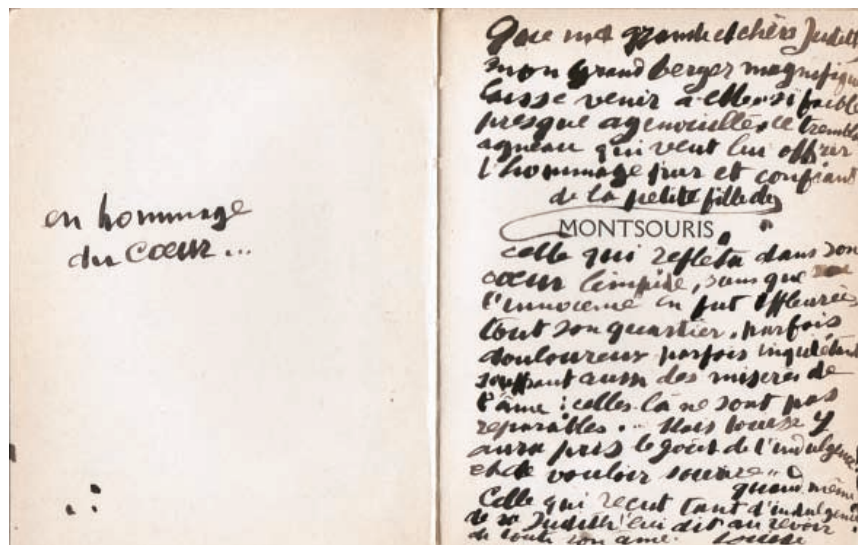 en hommage
du cœur...
Que ma grande et chère Judith
mon grand berger magnifique
laisse venir à elle si faible
presque agenouillée, ce trembl
agneau qui veut lui offrir
l'hommage pur et confiant
de la petite fille de
MONTSOURIS
celle qui refléta dans son
cœur limpide, sans que
l'innocence en fut effleurée
tout son quartier, parfois
douloureux parfois inquiétant
souffrant aussi des misères de
l'âme : celles-là ne sont pas
réparables... Mais Louise y
aura pris le goût de l'indulgence
et de vouloir sourire...
quand même
Celle qui reçut tant d'indulgence
de sa Judith lui dit au revoir
de toute son âme. Louise